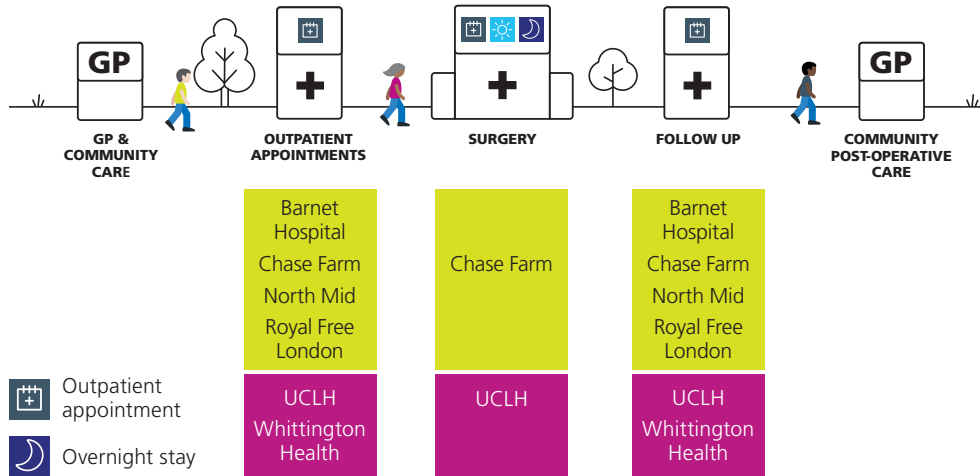 GP
GP
GP &
COMMUNITY
CARE
OUTPATIENT
APPOINTMENTS
SURGERY
FOLLOW UP
COMMUNITY
POST-OPERATIVE
CARE
Barnet
Hospital
Chase Farm
North Mid
Royal Free
London
Chase Farm
Barnet
Hospital
Chase Farm
North Mid
Royal Free
London
UCLH
Whittington
Health
UCLH
UCLH
Whittington
Health
Outpatient
appointment
Overnight stay